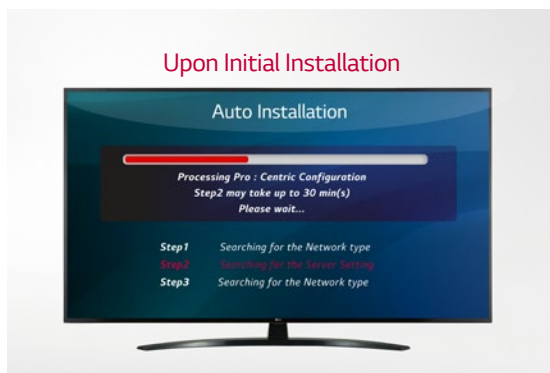 Upon Initial Installation
Auto Installation
Processing Pro : Centric Configuration
Step2 may take up to 30 min(s)
Please wait...
Step1 Searching for the Network type
Step2 Searching for the Server Setting
Step3 Searching for the Network type
LG